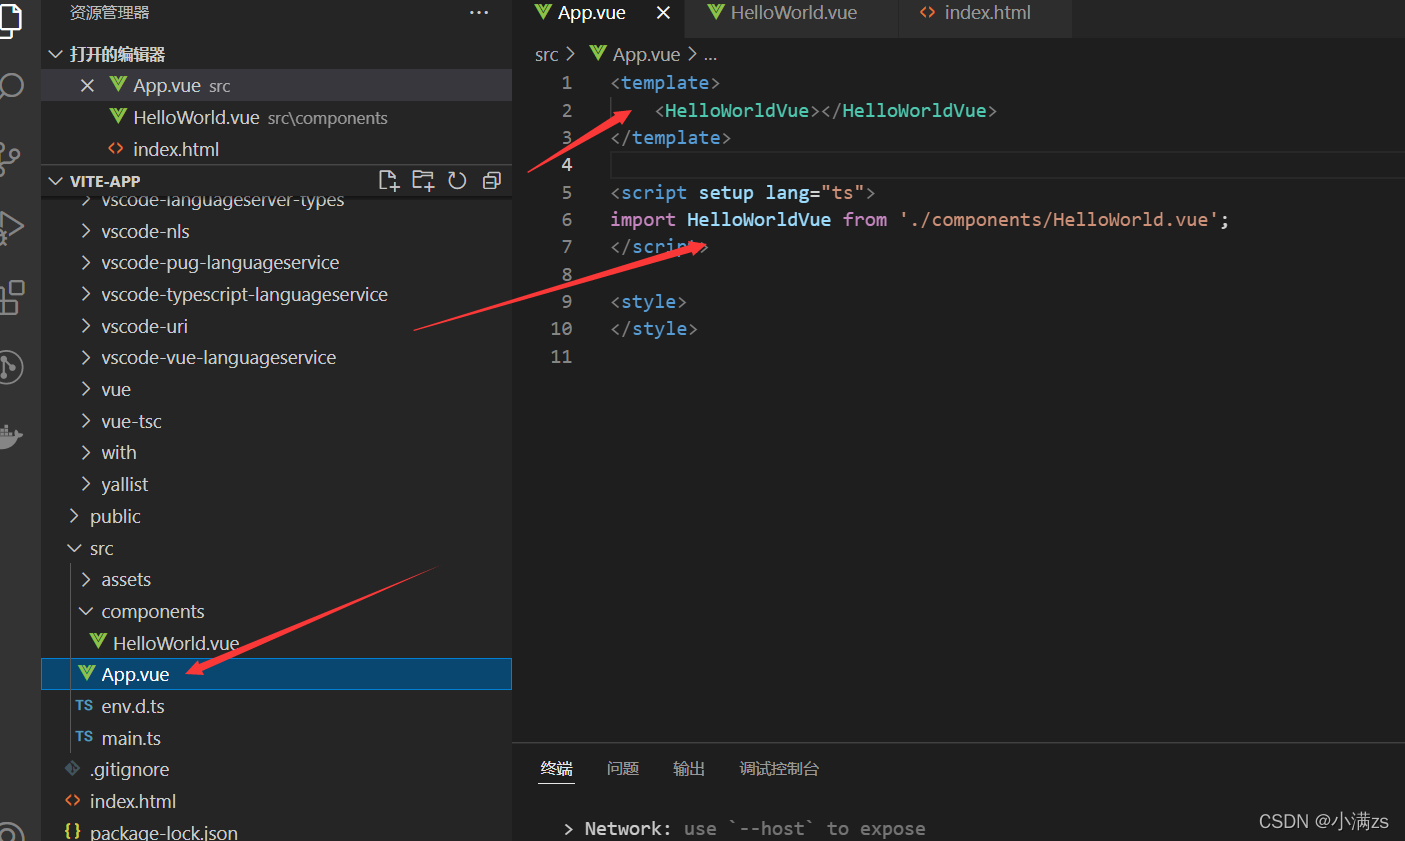 资源管理器
打开的编辑器
App.vue src
HelloWorld.vue src\components
index.html
VITE-APP
vscode-languageserver-types
vscode-nls
vscode-pug-languageservice
vscode-typescript-languageservice
vscode-uri
vscode-vue-languageservice
vue
vue-tsc
with
yallist
public
src
assets
components
HelloWorld.vue
App.vue
TS env.d.ts
TS main.ts
.gitignore
<> index.html
{} package-lock.json
App.vue
HelloWorld.vue
<> index.html
src > App.vue > ...
1 <template>
2 <HelloWorldVue></HelloWorldVue>
3 </template>
4
5 <script setup lang="ts">
6 import HelloWorldVue from './components/HelloWorld.vue';
7 </script>
8
9 <style>
10 </style>
11
终端 问题 输出 调试控制台
> Network: use `--host` to expose
CSDN @小满zs